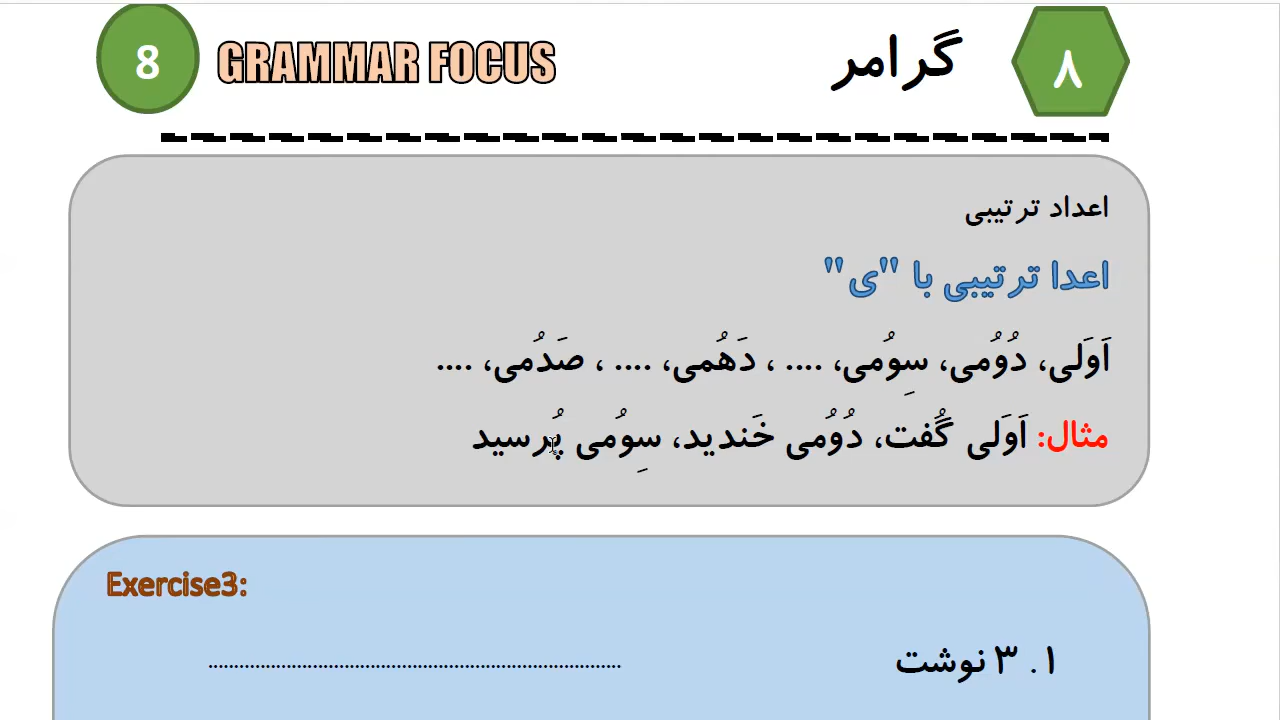 8 GRAMMAR FOCUS گرامر ۸
اعداد ترتیبی
اعدا ترتیبی با "ی"
اَوَلی، دُوُمی، سِوُمی، .... ، دَهُمی، .... ، صَدُمی، ....
مثال: اَوَلی گُفت، دُوُمی خَندید، سِوُمی پُرسید
Exercise3:
۱. ۳ نوشت ......................................................................................